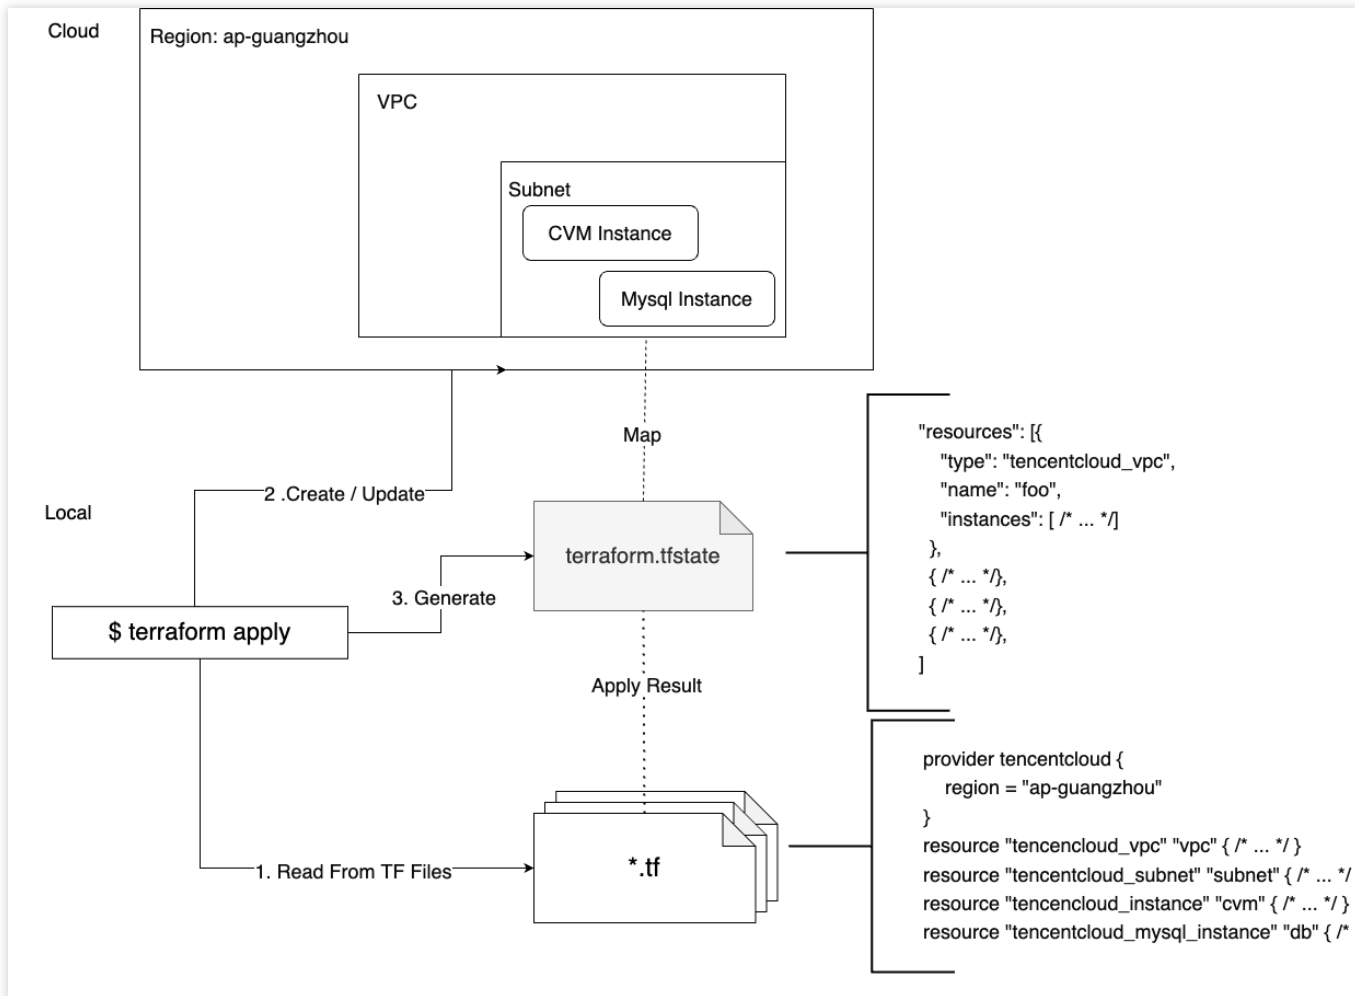 Cloud
Region: ap-guangzhou
VPC
Subnet
CVM Instance
Mysql Instance
Map
2 .Create / Update
Local
terraform.tfstate
3. Generate
$ terraform apply
Apply Result
1. Read From TF Files
*.tf
"resources": [{
"type": "tencentcloud_vpc",
"name": "foo",
"instances": [ /* ... */]
},
{ /* ... */},
{ /* ... */},
{ /* ... */},
]
provider tencentcloud {
region = "ap-guangzhou"
}
resource "tencencloud_vpc" "vpc" { /* ... */ }
resource "tencentcloud_subnet" "subnet" { /* ... */
resource "tencencloud_instance" "cvm" { /* ... */ }
resource "tencentcloud_mysql_instance" "db" { /*